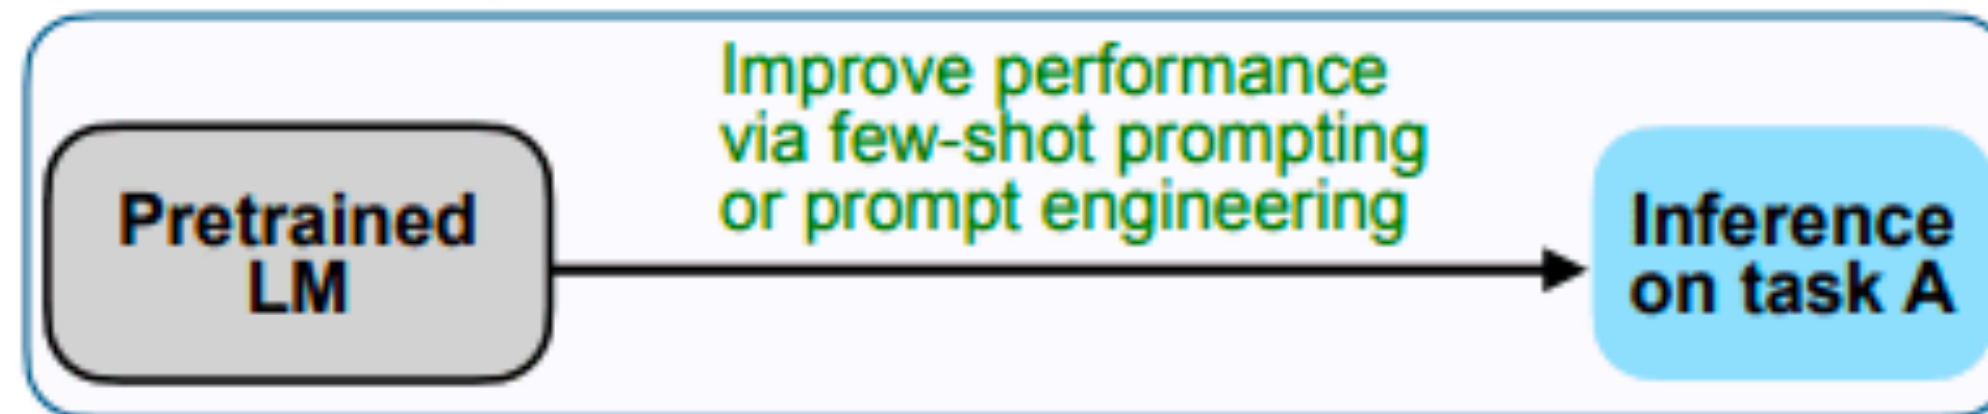 Improve performance
via few-shot prompting
or prompt engineering
Pretrained
LM
Inference
on task A